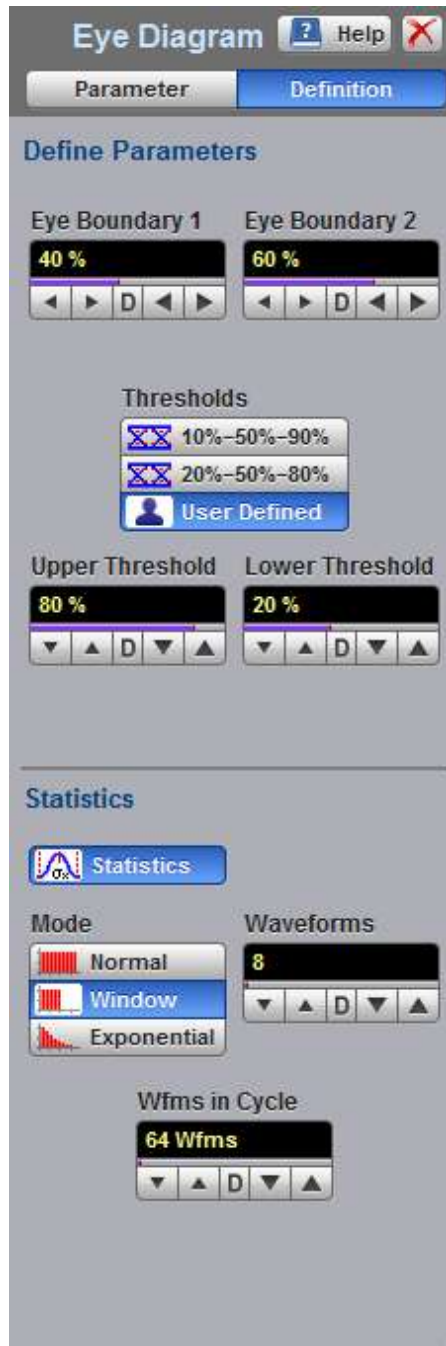 Eye Diagram ? Help
Parameter Definition
Define Parameters
Eye Boundary 1 Eye Boundary 2
40 % 60 %
D D
Thresholds
10%-50%-90%
20%-50%-80%
User Defined
Upper Threshold Lower Threshold
80 % 20 %
D D
Statistics
σx Statistics
Mode Waveforms
Normal 8
Window D
Exponential
Wfms in Cycle
64 Wfms
D